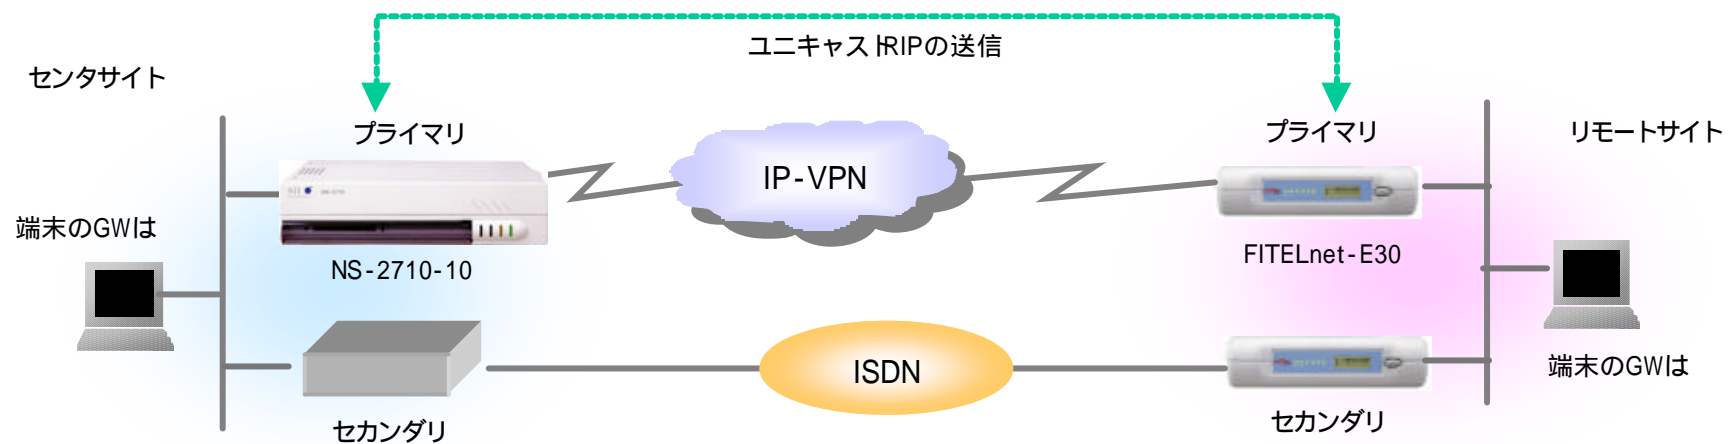 ユニキャストRIPの送信
センタサイト
プライマリ
プライマリ
リモートサイト
IP-VPN
端末のGWは
NS-2710-10
FITELnet-E30
ISDN
端末のGWは
セカンダリ
セカンダリ